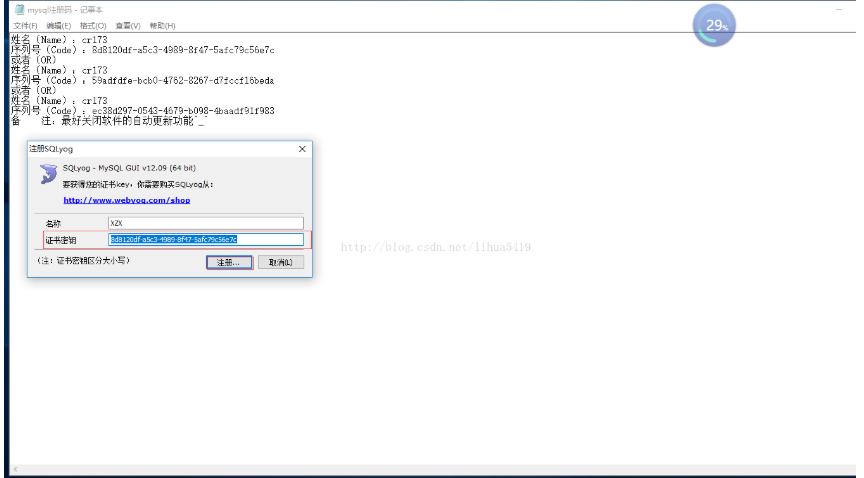 mysql注册码 - 记事本
文件(F) 编辑(E) 格式(O) 查看(V) 帮助(H)
姓名（Name）：cr173
序列号（Code）：8d8120df-a5c3-4989-8f47-5afc79c56e7c
或者（OR）
姓名（Name）：cr173
序列号（Code）：59adfdfe-bcb0-4762-8267-d7fccf16beda
或者（OR）
姓名（Name）：cr173
序列号（Code）：ec38d297-0543-4679-b098-4baadf91f983
备 注：最好关闭软件的自动更新功能^_^
29%
注册SQLyog
SQLyog - MySQL GUI v12.09 (64 bit)
要获得您的证书key，你需要购买SQLyog从：
http://www.webyog.com/shop
名称 XZX
证书密钥 8d8120df-a5c3-4989-8f47-5afc79c56e7c
(注：证书密钥区分大小写)
注册... 取消(L)
http://blog.csdn.net/lihua5419